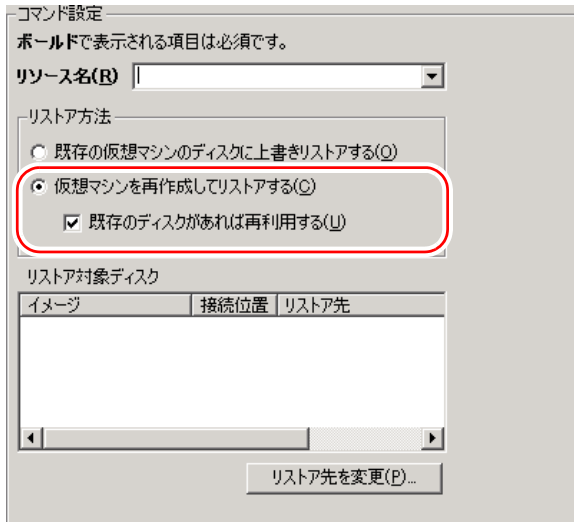 コマンド設定
ボールドで表示される項目は必須です。
リソース名(R)
リストア方法
既存の仮想マシンのディスクに上書きリストアする(O)
仮想マシンを再作成してリストアする(C)
既存のディスクがあれば再利用する(U)
リストア対象ディスク
イメージ 接続位置 リストア先
リストア先を変更(P)...